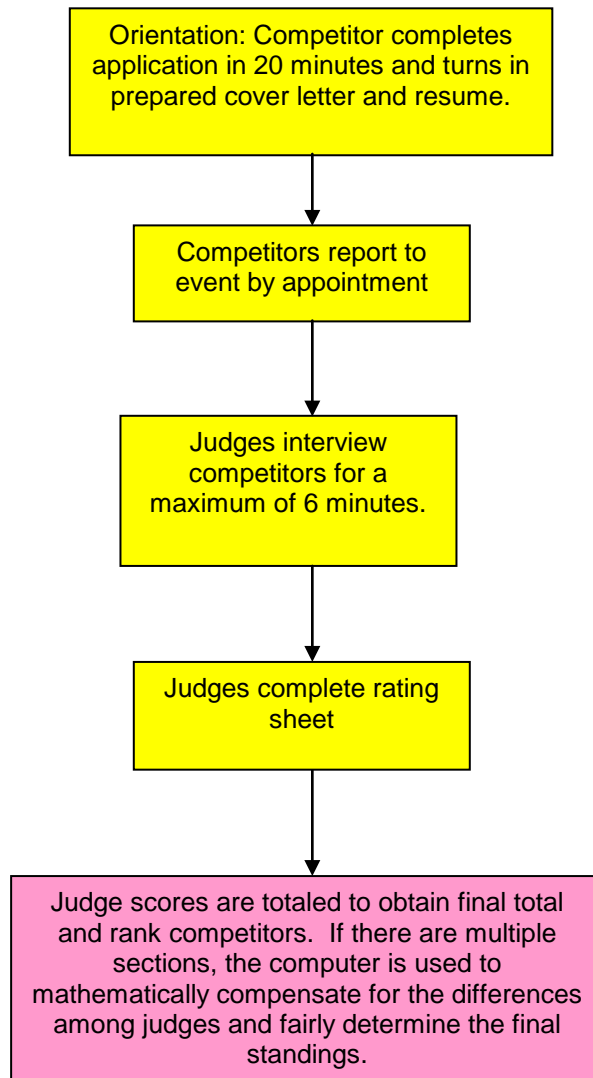 Orientation: Competitor completes
application in 20 minutes and turns in
prepared cover letter and resume.
Competitors report to
event by appointment
Judges interview
competitors for a
maximum of 6 minutes.
Judges complete rating
sheet
Judge scores are totaled to obtain final total
and rank competitors.  If there are multiple
sections, the computer is used to
mathematically compensate for the differences
among judges and fairly determine the final
standings.